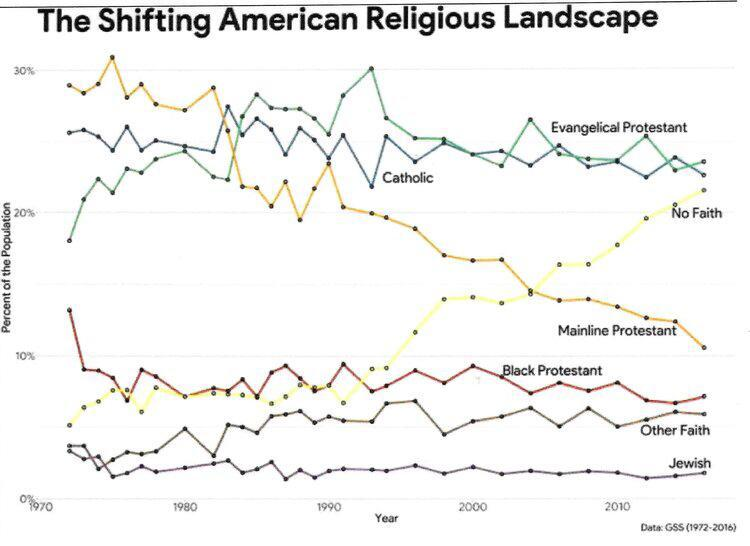 The Shifting American Religious Landscape
30%
Evangelical Protestant
Catholic
20%
No Faith
Percent of the Population
Mainline Protestant
10%
Black Protestant
Other Faith
Jewish
0%
1970
1980
1990
2000
2010
Year
Data: GSS (1972-2016)